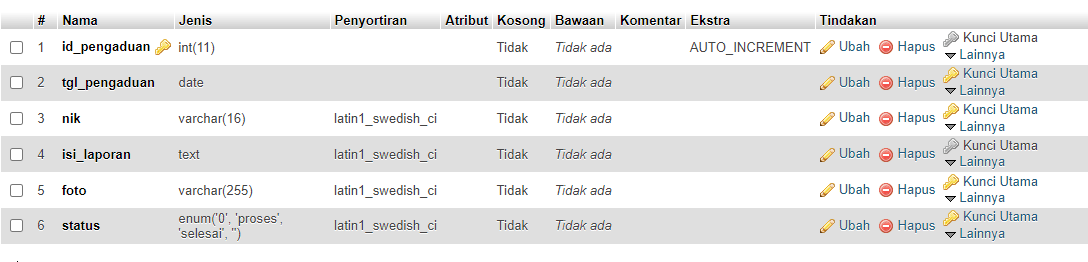 # Nama Jenis Penyortiran Atribut Kosong Bawaan Komentar Ekstra Tindakan
1 id_pengaduan int(11) Tidak Tidak ada AUTO_INCREMENT Ubah Hapus Kunci Utama
Lainnya
2 tgl_pengaduan date Tidak Tidak ada Ubah Hapus Kunci Utama
Lainnya
3 nik varchar(16) latin1_swedish_ci Tidak Tidak ada Ubah Hapus Kunci Utama
Lainnya
4 isi_laporan text latin1_swedish_ci Tidak Tidak ada Ubah Hapus Kunci Utama
Lainnya
5 foto varchar(255) latin1_swedish_ci Tidak Tidak ada Ubah Hapus Kunci Utama
Lainnya
6 status enum('0', 'proses', latin1_swedish_ci Tidak Tidak ada Ubah Hapus Kunci Utama
'selesai', '') Lainnya